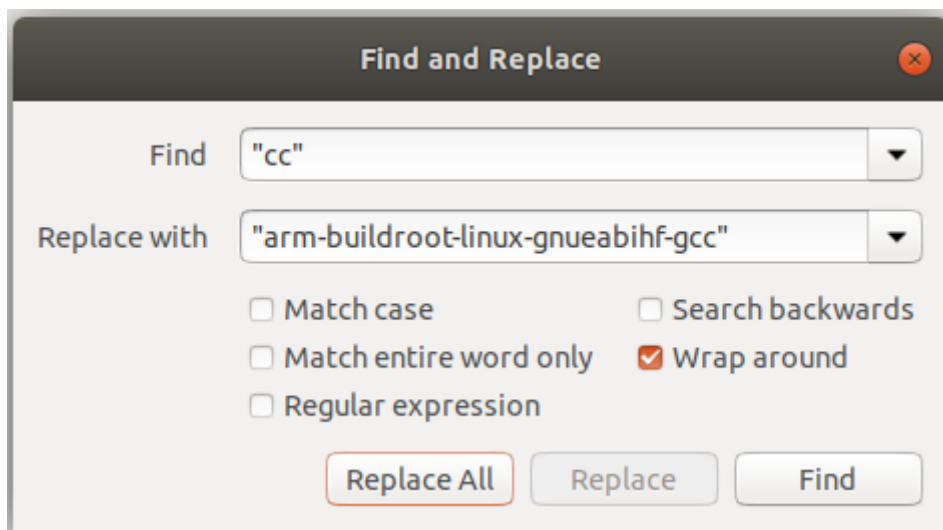 Find and Replace
Find "cc"
Replace with "arm-buildroot-linux-gnueabihf-gcc"
Match case Search backwards
Match entire word only Wrap around
Regular expression
Replace All Replace Find